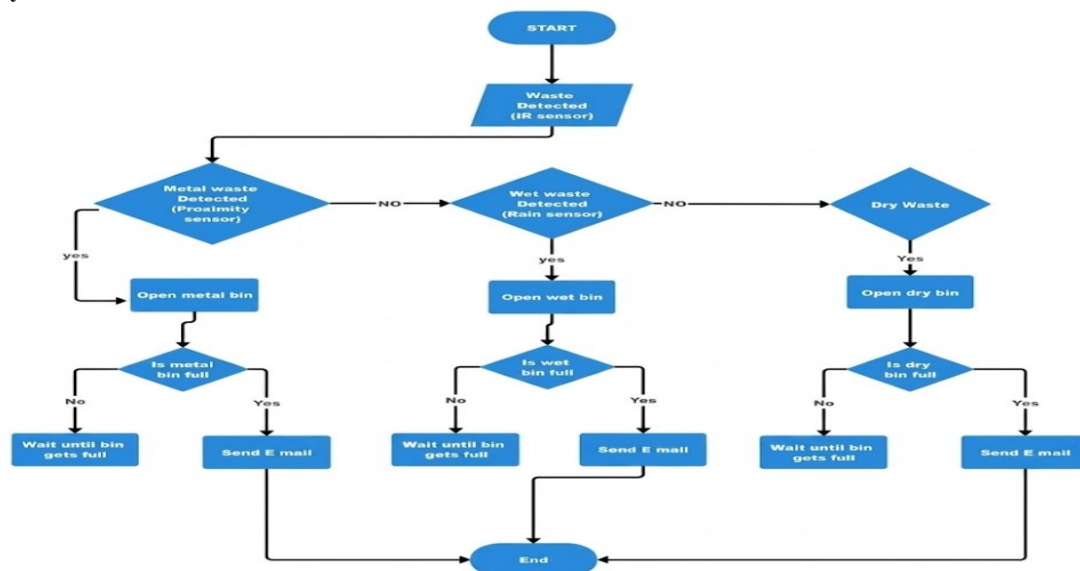 START
Waste
Detected
(IR sensor)
Metal waste
Detected
(Proximity
sensor)
NO
Wet waste
Detected
(Rain sensor)
NO
Dry Waste
yes
yes
Yes
Open metal bin
Open wet bin
Open dry bin
Is metal
bin full
Is wet
bin full
Is dry
bin full
No
Yes
No
Yes
No
Yes
Wait until bin
gets full
Send E mail
Wait until bin
gets full
Send E mail
Wait until bin
gets full
Send E mail
End